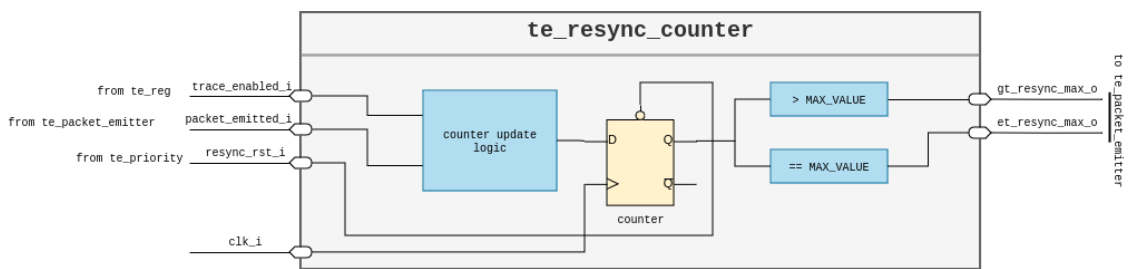 te_resync_counter
from te_reg
trace_enabled_i
from te_packet_emitter
packet_emitted_i
from te_priority
resync_rst_i
clk_i
counter update
logic
D
Q
Q
counter
> MAX_VALUE
== MAX_VALUE
gt_resync_max_o
et_resync_max_o
to te_packet_emitter